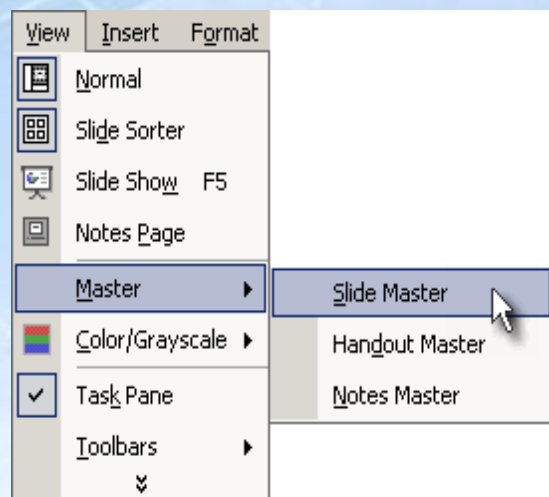 View Insert Format
Normal
Slide Sorter
Slide Show F5
Notes Page
Master
Slide Master
Color/Grayscale
Handout Master
Task Pane
Notes Master
Toolbars